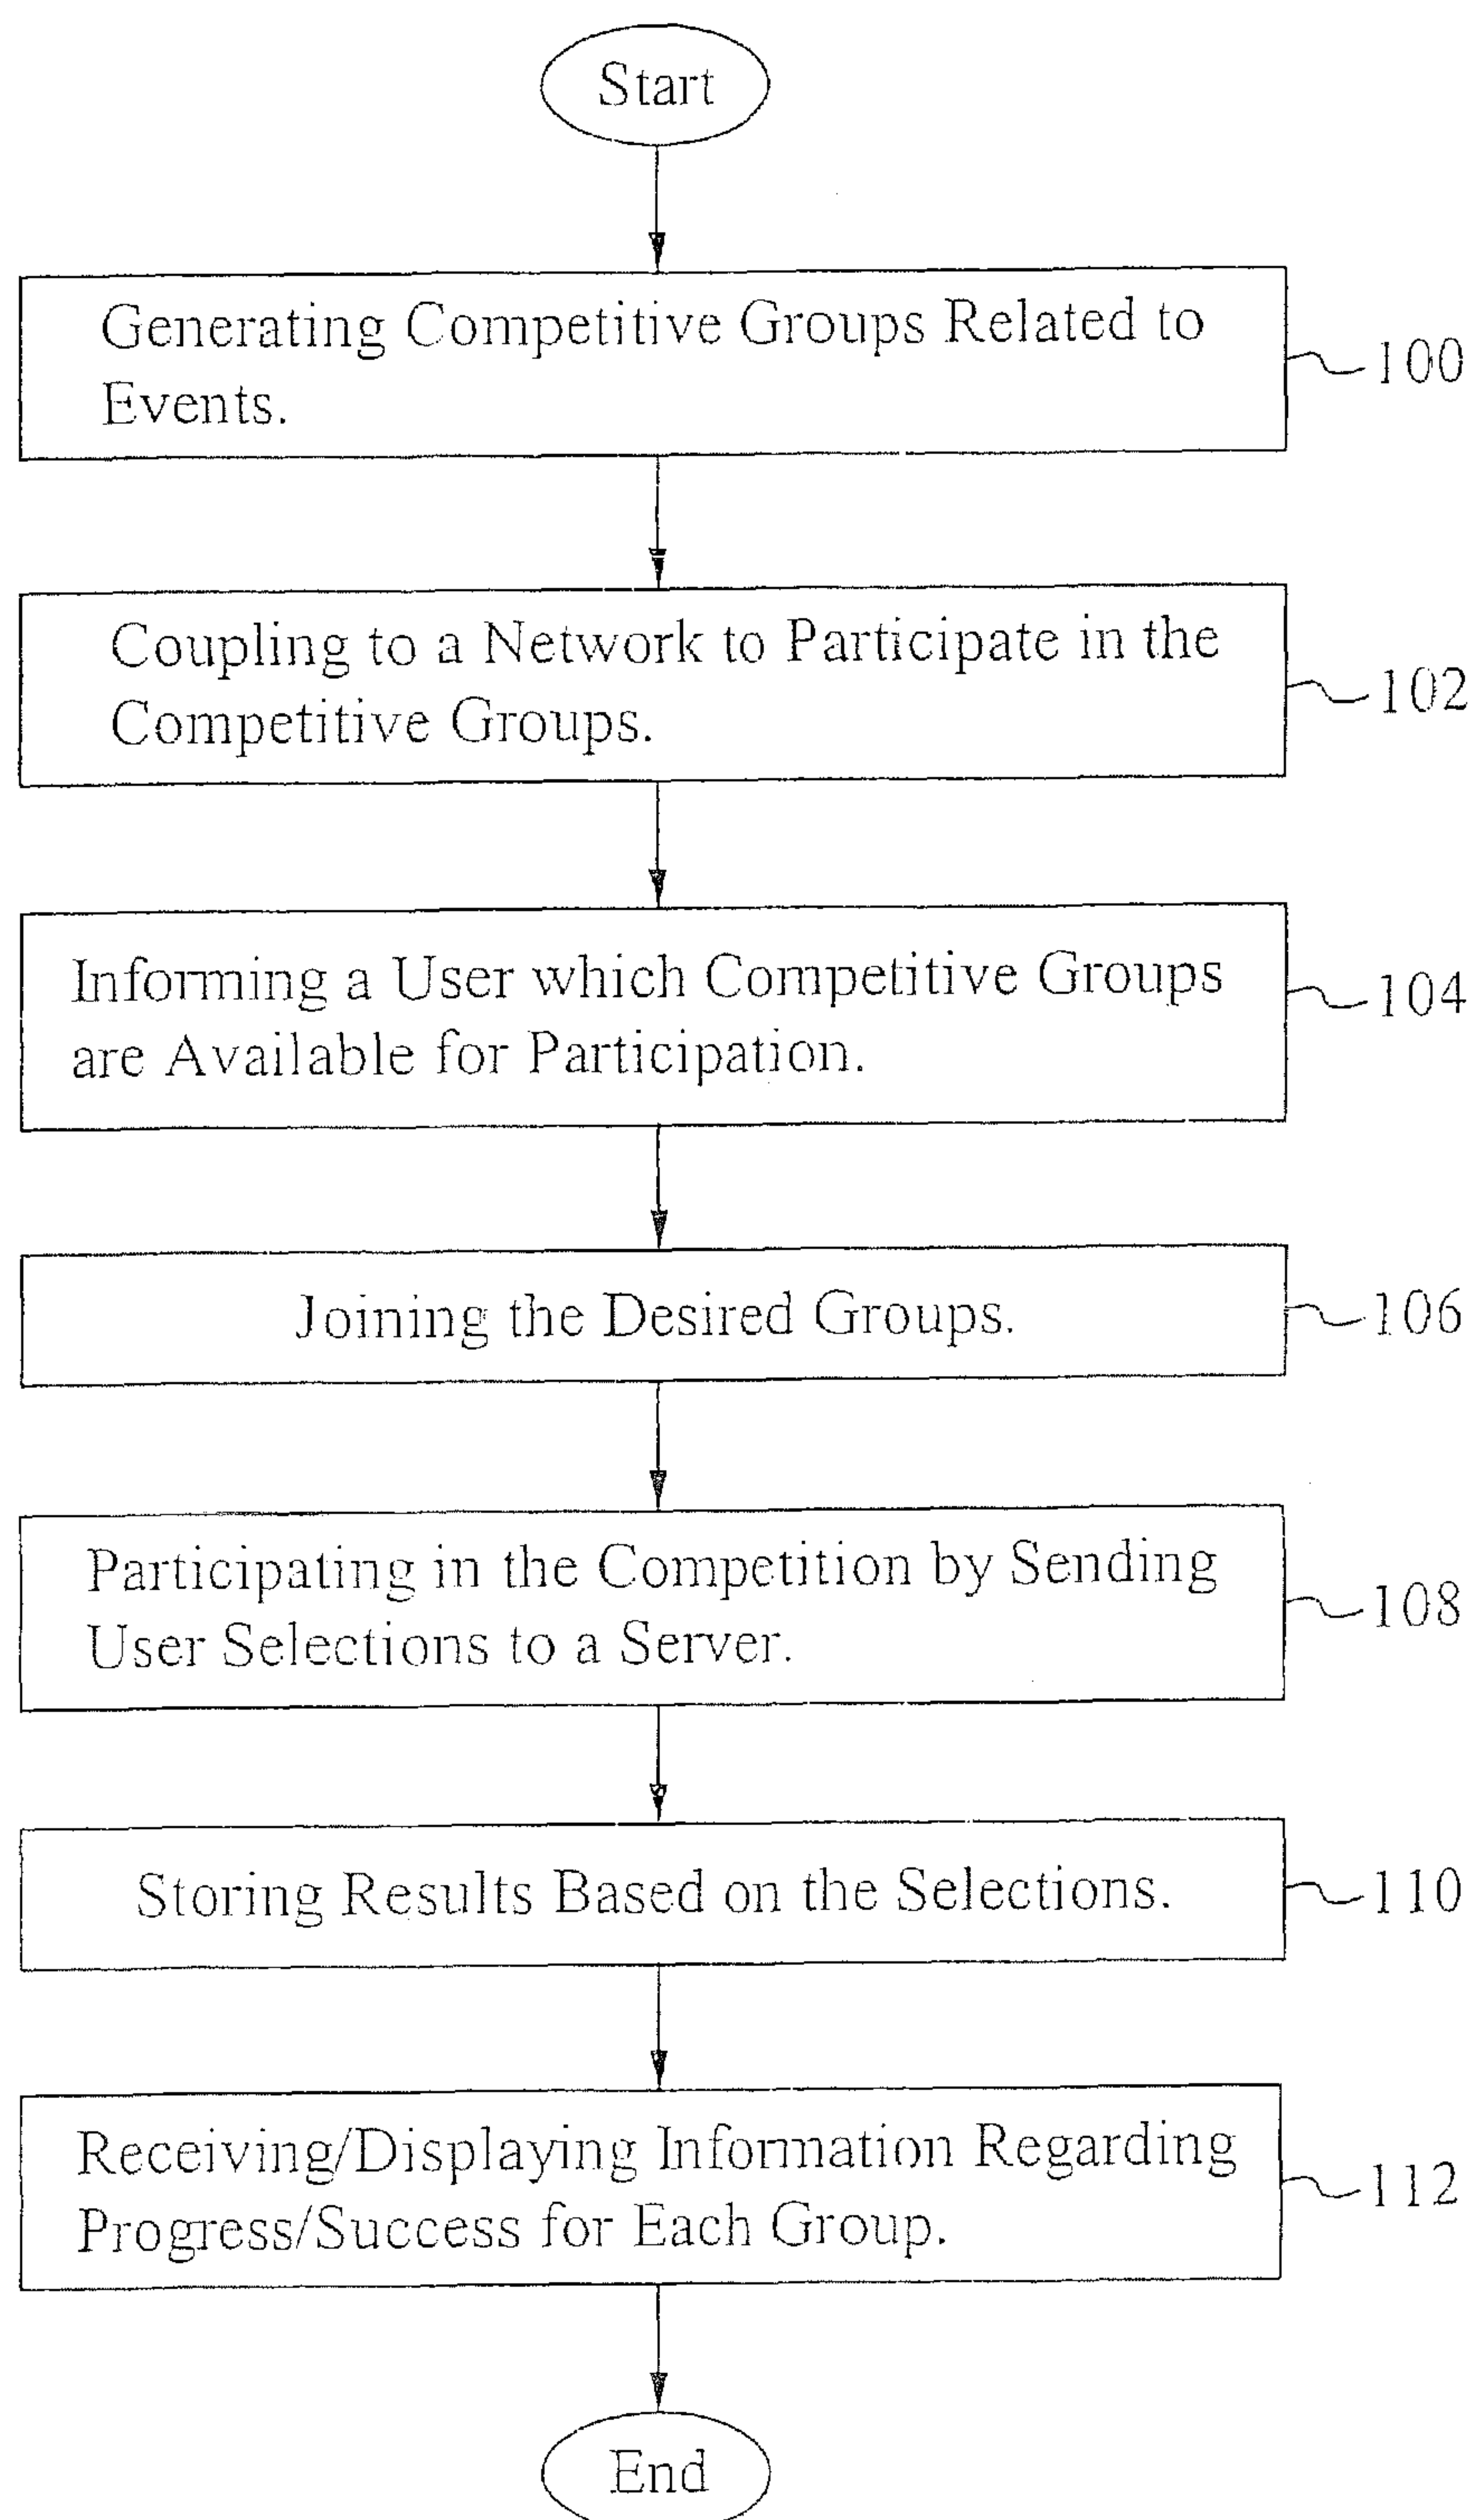 Start
Generating Competitive Groups Related to
Events.
100
Coupling to a Network to Participate in the
Competitive Groups.
102
Informing a User which Competitive Groups
are Available for Participation.
104
Joining the Desired Groups.
106
Participating in the Competition by Sending
User Selections to a Server.
108
Storing Results Based on the Selections.
110
Receiving/Displaying Information Regarding
Progress/Success for Each Group.
112
End